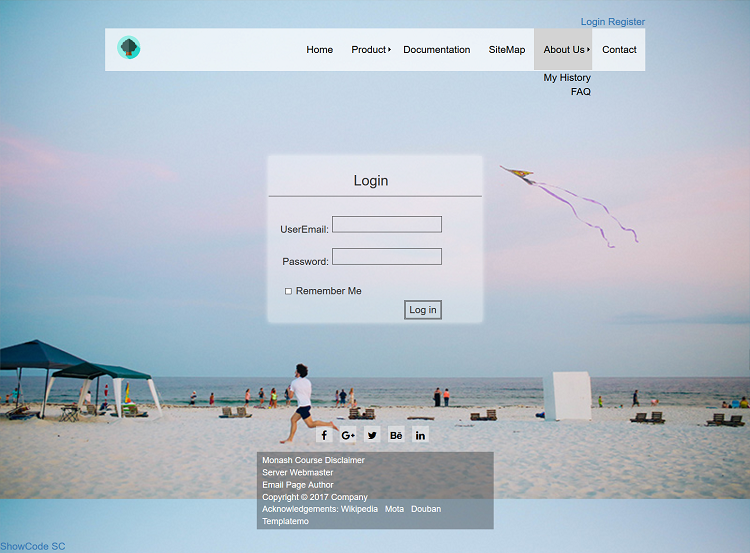 Login Register
Home Product Documentation SiteMap About Us Contact
My History
FAQ
Login
UserEmail:
Password:
Remember Me
Log in
f G+ Bē in
Monash Course Disclaimer
Server Webmaster
Email Page Author
Copyright © 2017 Company
Acknowledgements: Wikipedia Mota Douban
Templatemo
ShowCode SC